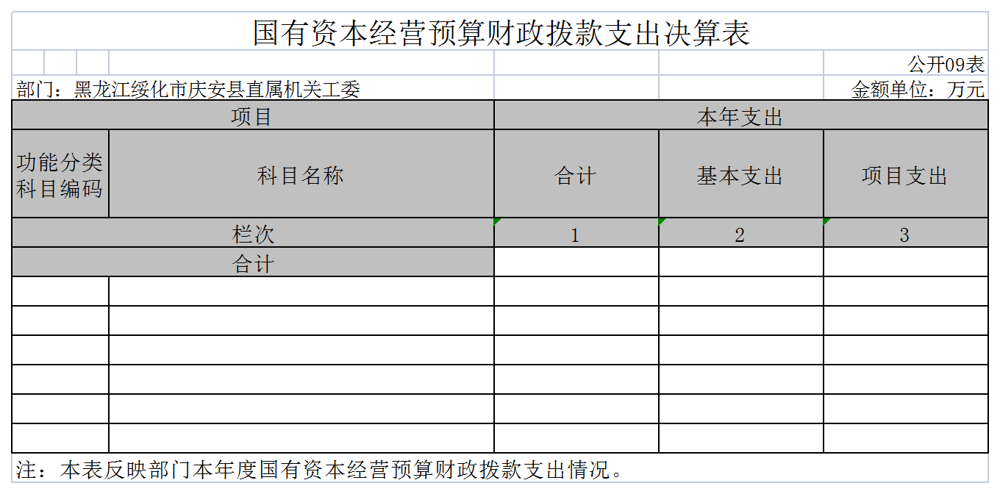 国有资本经营预算财政拨款支出决算表
公开09表
部门：黑龙江绥化市庆安县直属机关工委 金额单位：万元
项目 本年支出
功能分类
科目编码 科目名称 合计 基本支出 项目支出
栏次 1 2 3
合计
注：本表反映部门本年度国有资本经营预算财政拨款支出情况。